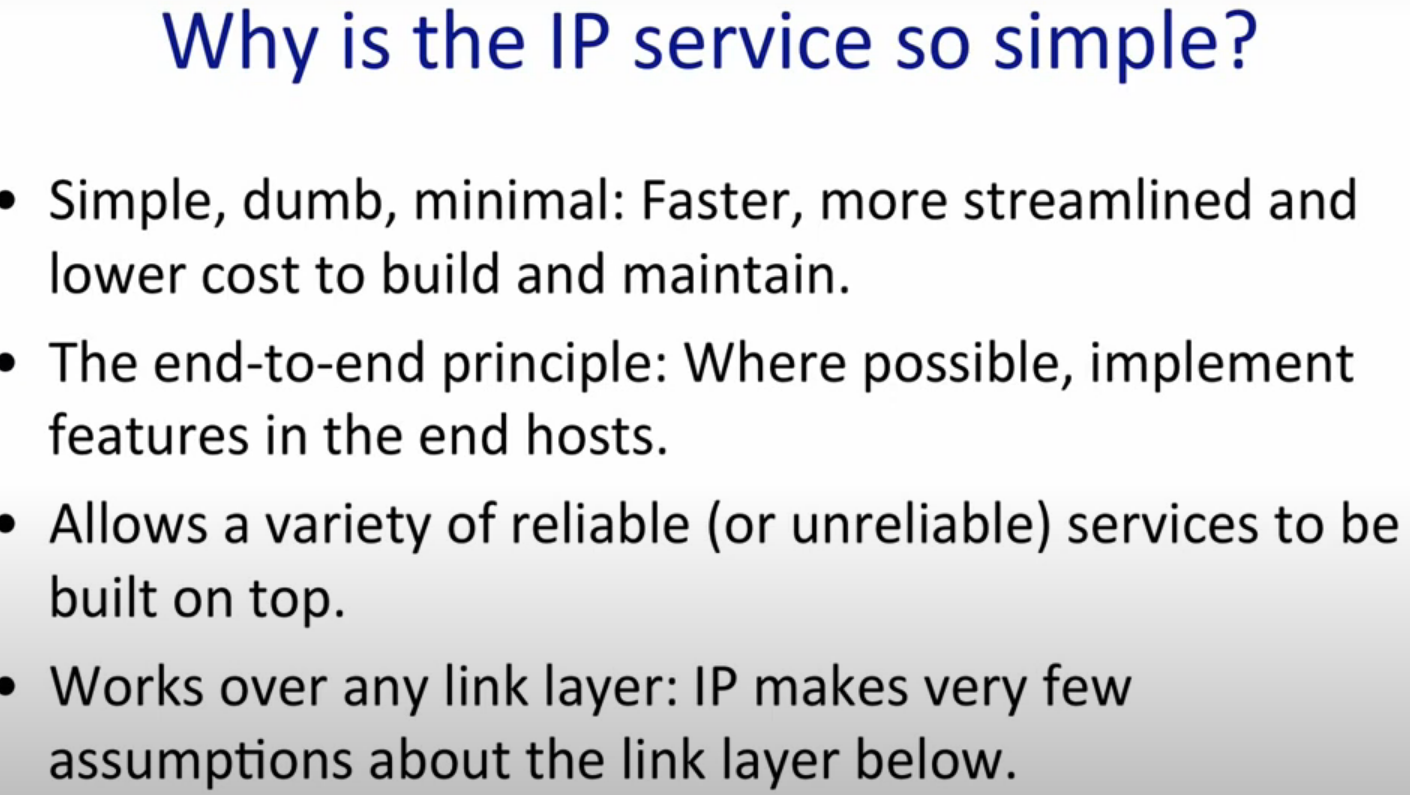 Why is the IP service so simple?
• Simple, dumb, minimal: Faster, more streamlined and
lower cost to build and maintain.
• The end-to-end principle: Where possible, implement
features in the end hosts.
• Allows a variety of reliable (or unreliable) services to be
built on top.
• Works over any link layer: IP makes very few
assumptions about the link layer below.